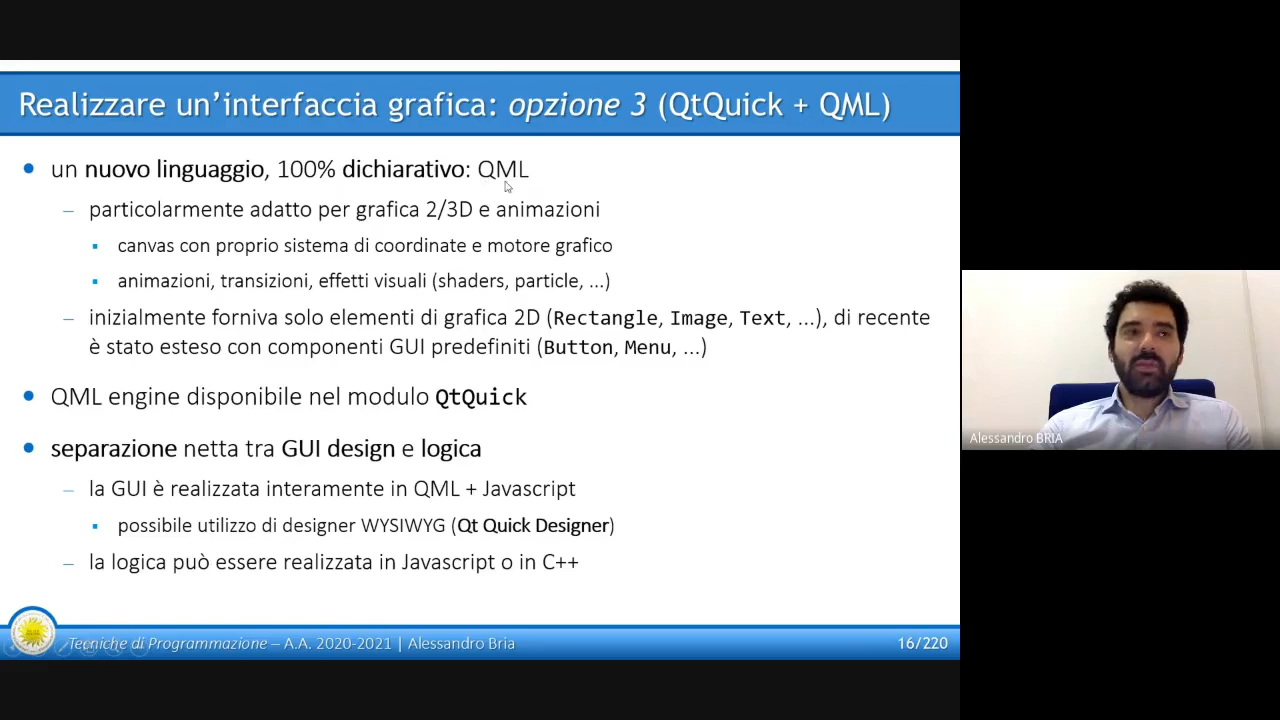 Realizzare un'interfaccia grafica: opzione 3 (QtQuick + QML)
• un nuovo linguaggio, 100% dichiarativo: QML
– particolarmente adatto per grafica 2/3D e animazioni
▪ canvas con proprio sistema di coordinate e motore grafico
▪ animazioni, transizioni, effetti visuali (shaders, particle, ...)
– inizialmente forniva solo elementi di grafica 2D (Rectangle, Image, Text, ...), di recente
è stato esteso con componenti GUI predefiniti (Button, Menu, ...)
• QML engine disponibile nel modulo QtQuick
• separazione netta tra GUI design e logica
– la GUI è realizzata interamente in QML + Javascript
▪ possibile utilizzo di designer WYSIWYG (Qt Quick Designer)
– la logica può essere realizzata in Javascript o in C++
Tecniche di Programmazione – A.A. 2020-2021 | Alessandro Bria
16/220
Alessandro BRIA